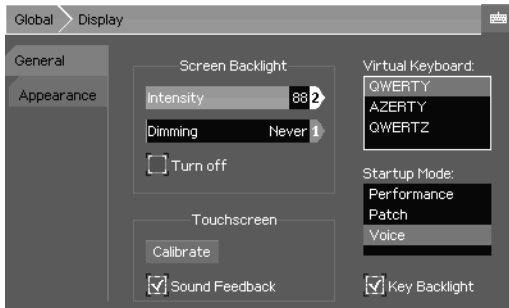 Global Display
General
Appearance
Screen Backlight
Intensity 88 2
Dimming Never 1
Turn off
Touchscreen
Calibrate
Sound Feedback
Virtual Keyboard:
QWERTY
AZERTY
QWERTZ
Startup Mode:
Performance
Patch
Voice
Key Backlight